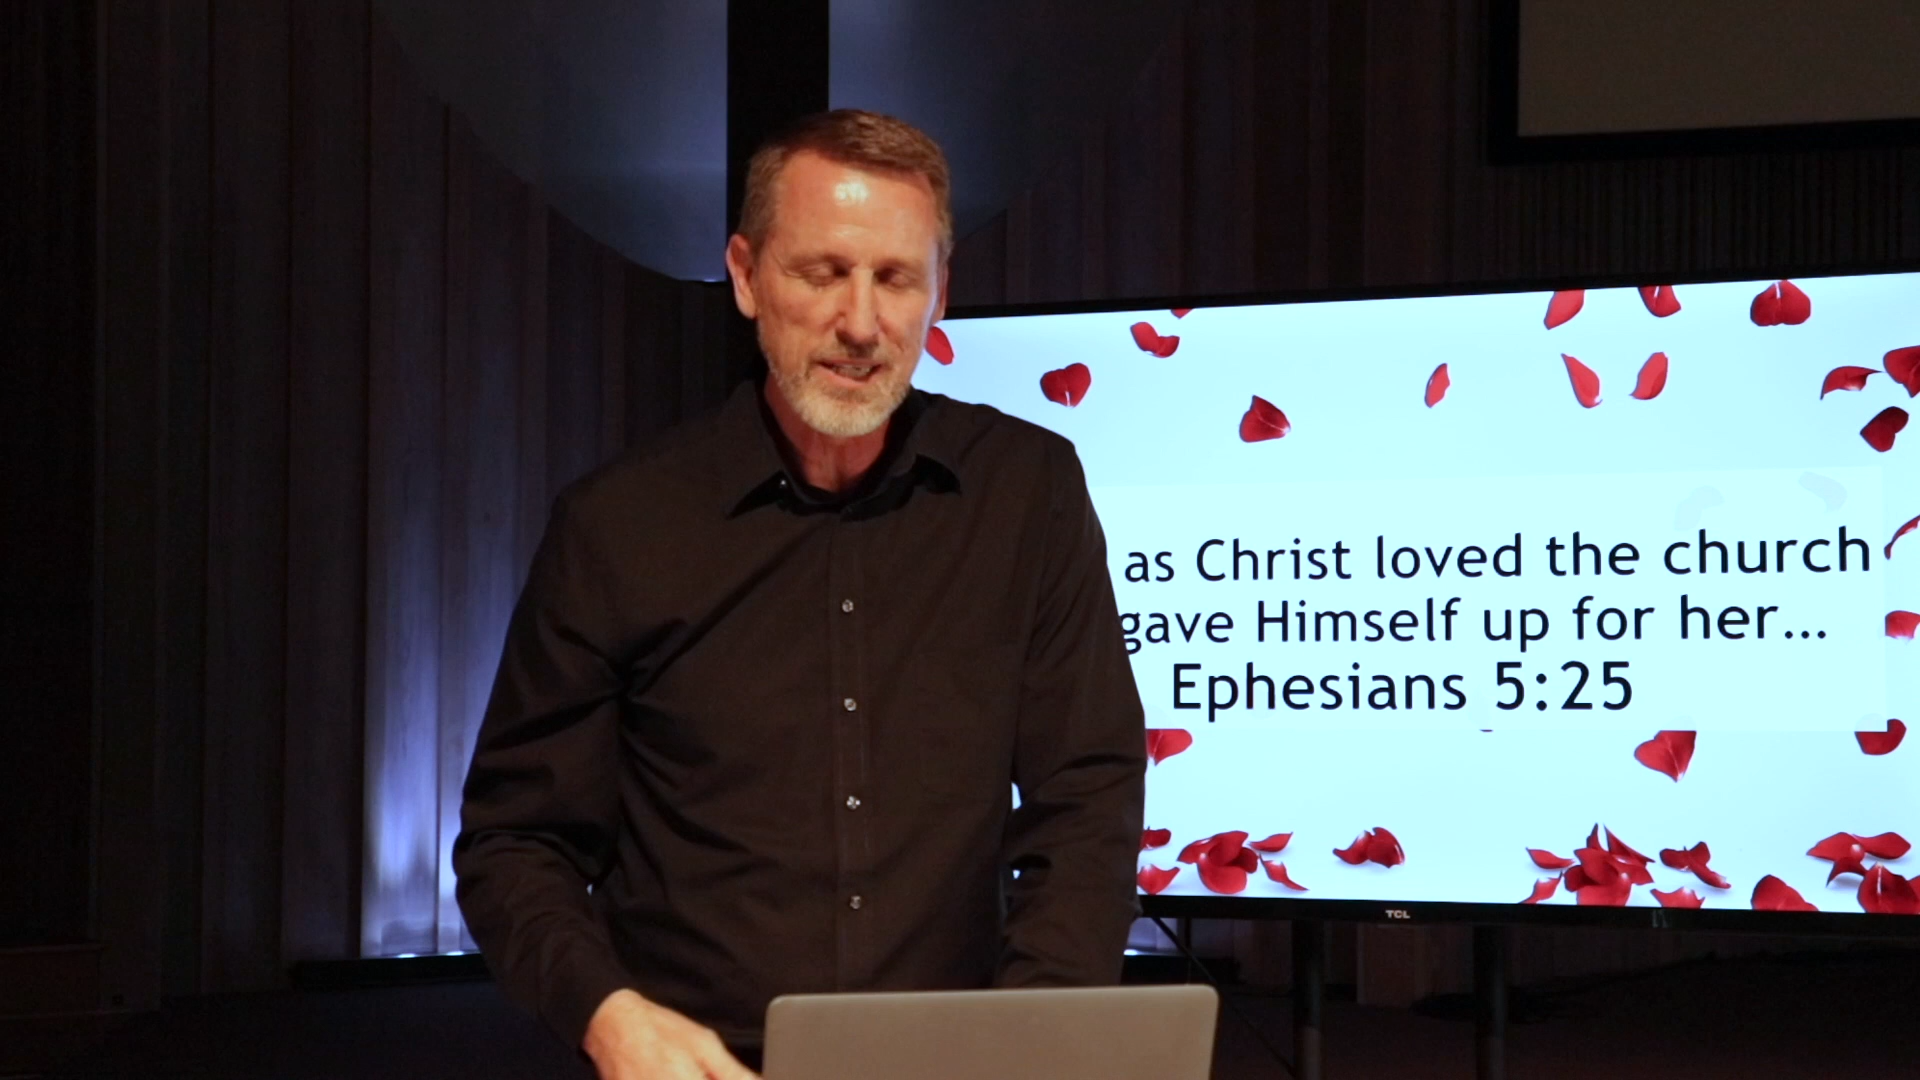 as Christ loved the church
gave Himself up for her...
Ephesians 5:25
TCL